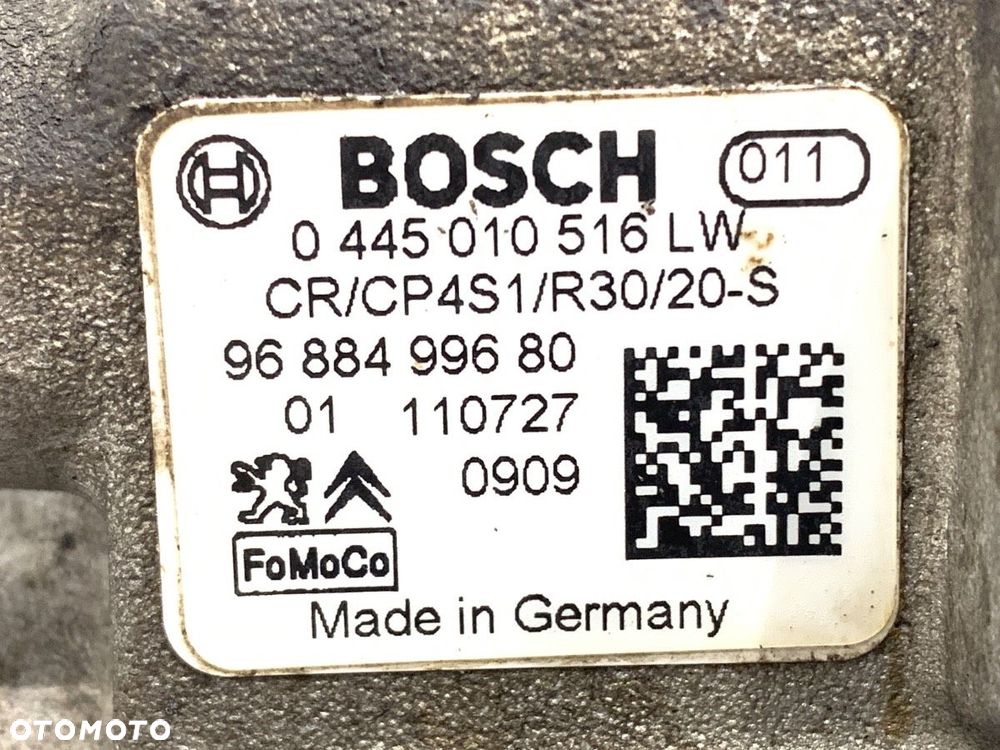 BOSCH 011
0 445 010 516 LW
CR/CP4S1/R30/20-S
96 884 996 80
01 110727
0909
FoMoCo
Made in Germany
OTOMOTO